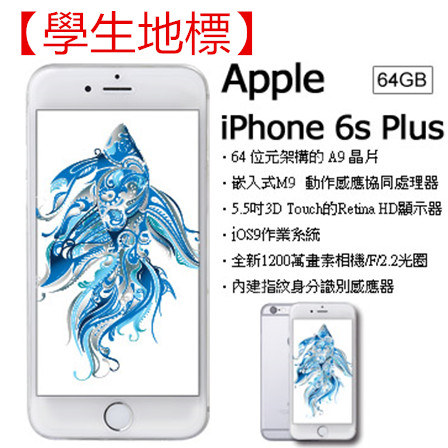 【學生地標】
Apple 64GB
iPhone 6s Plus
·64位元架構的 A9 晶片
·嵌入式M9 動作感應協同處理器
·5.5吋3D Touch的Retina HD顯示器
·iOS9作業系統
·全新1200萬畫素相機/F/2.2光圈
·內建指紋身分識別感應器